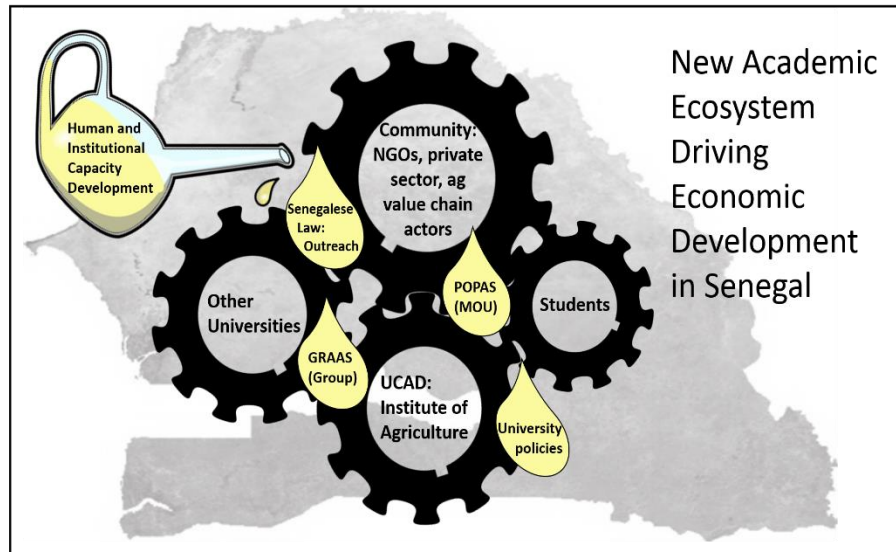 New Academic
Ecosystem
Driving
Economic
Development
in Senegal
Human and
Institutional
Capacity
Development
Community:
NGOs, private
sector, ag
value chain
actors
Senegalese
Law:
Outreach
POPAS
(MOU)
Students
Other
Universities
GRAAS
(Group)
UCAD:
Institute of
Agriculture
University
policies